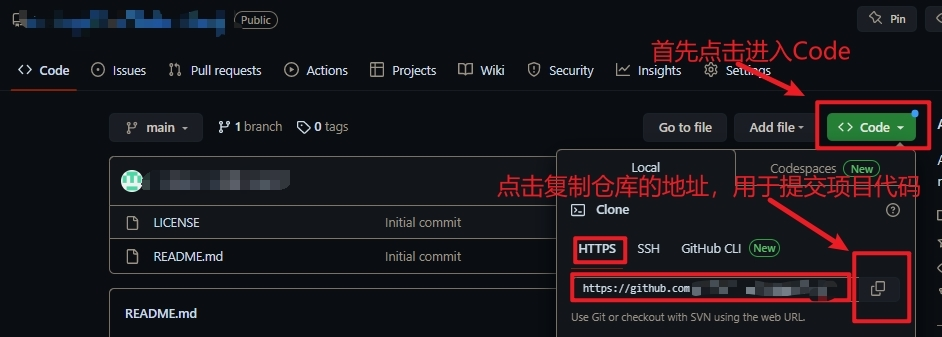 Public
Pin
首先点击进入Code
Code
Issues
Pull requests
Actions
Projects
Wiki
Security
Insights
Settings
main
1 branch
0 tags
Go to file
Add file
Code
Local
Codespaces New
点击复制仓库的地址，用于提交项目代码
Clone
LICENSE
Initial commit
HTTPS
SSH
GitHub CLI New
README.md
Initial commit
https://github.com
README.md
Use Git or checkout with SVN using the web URL.